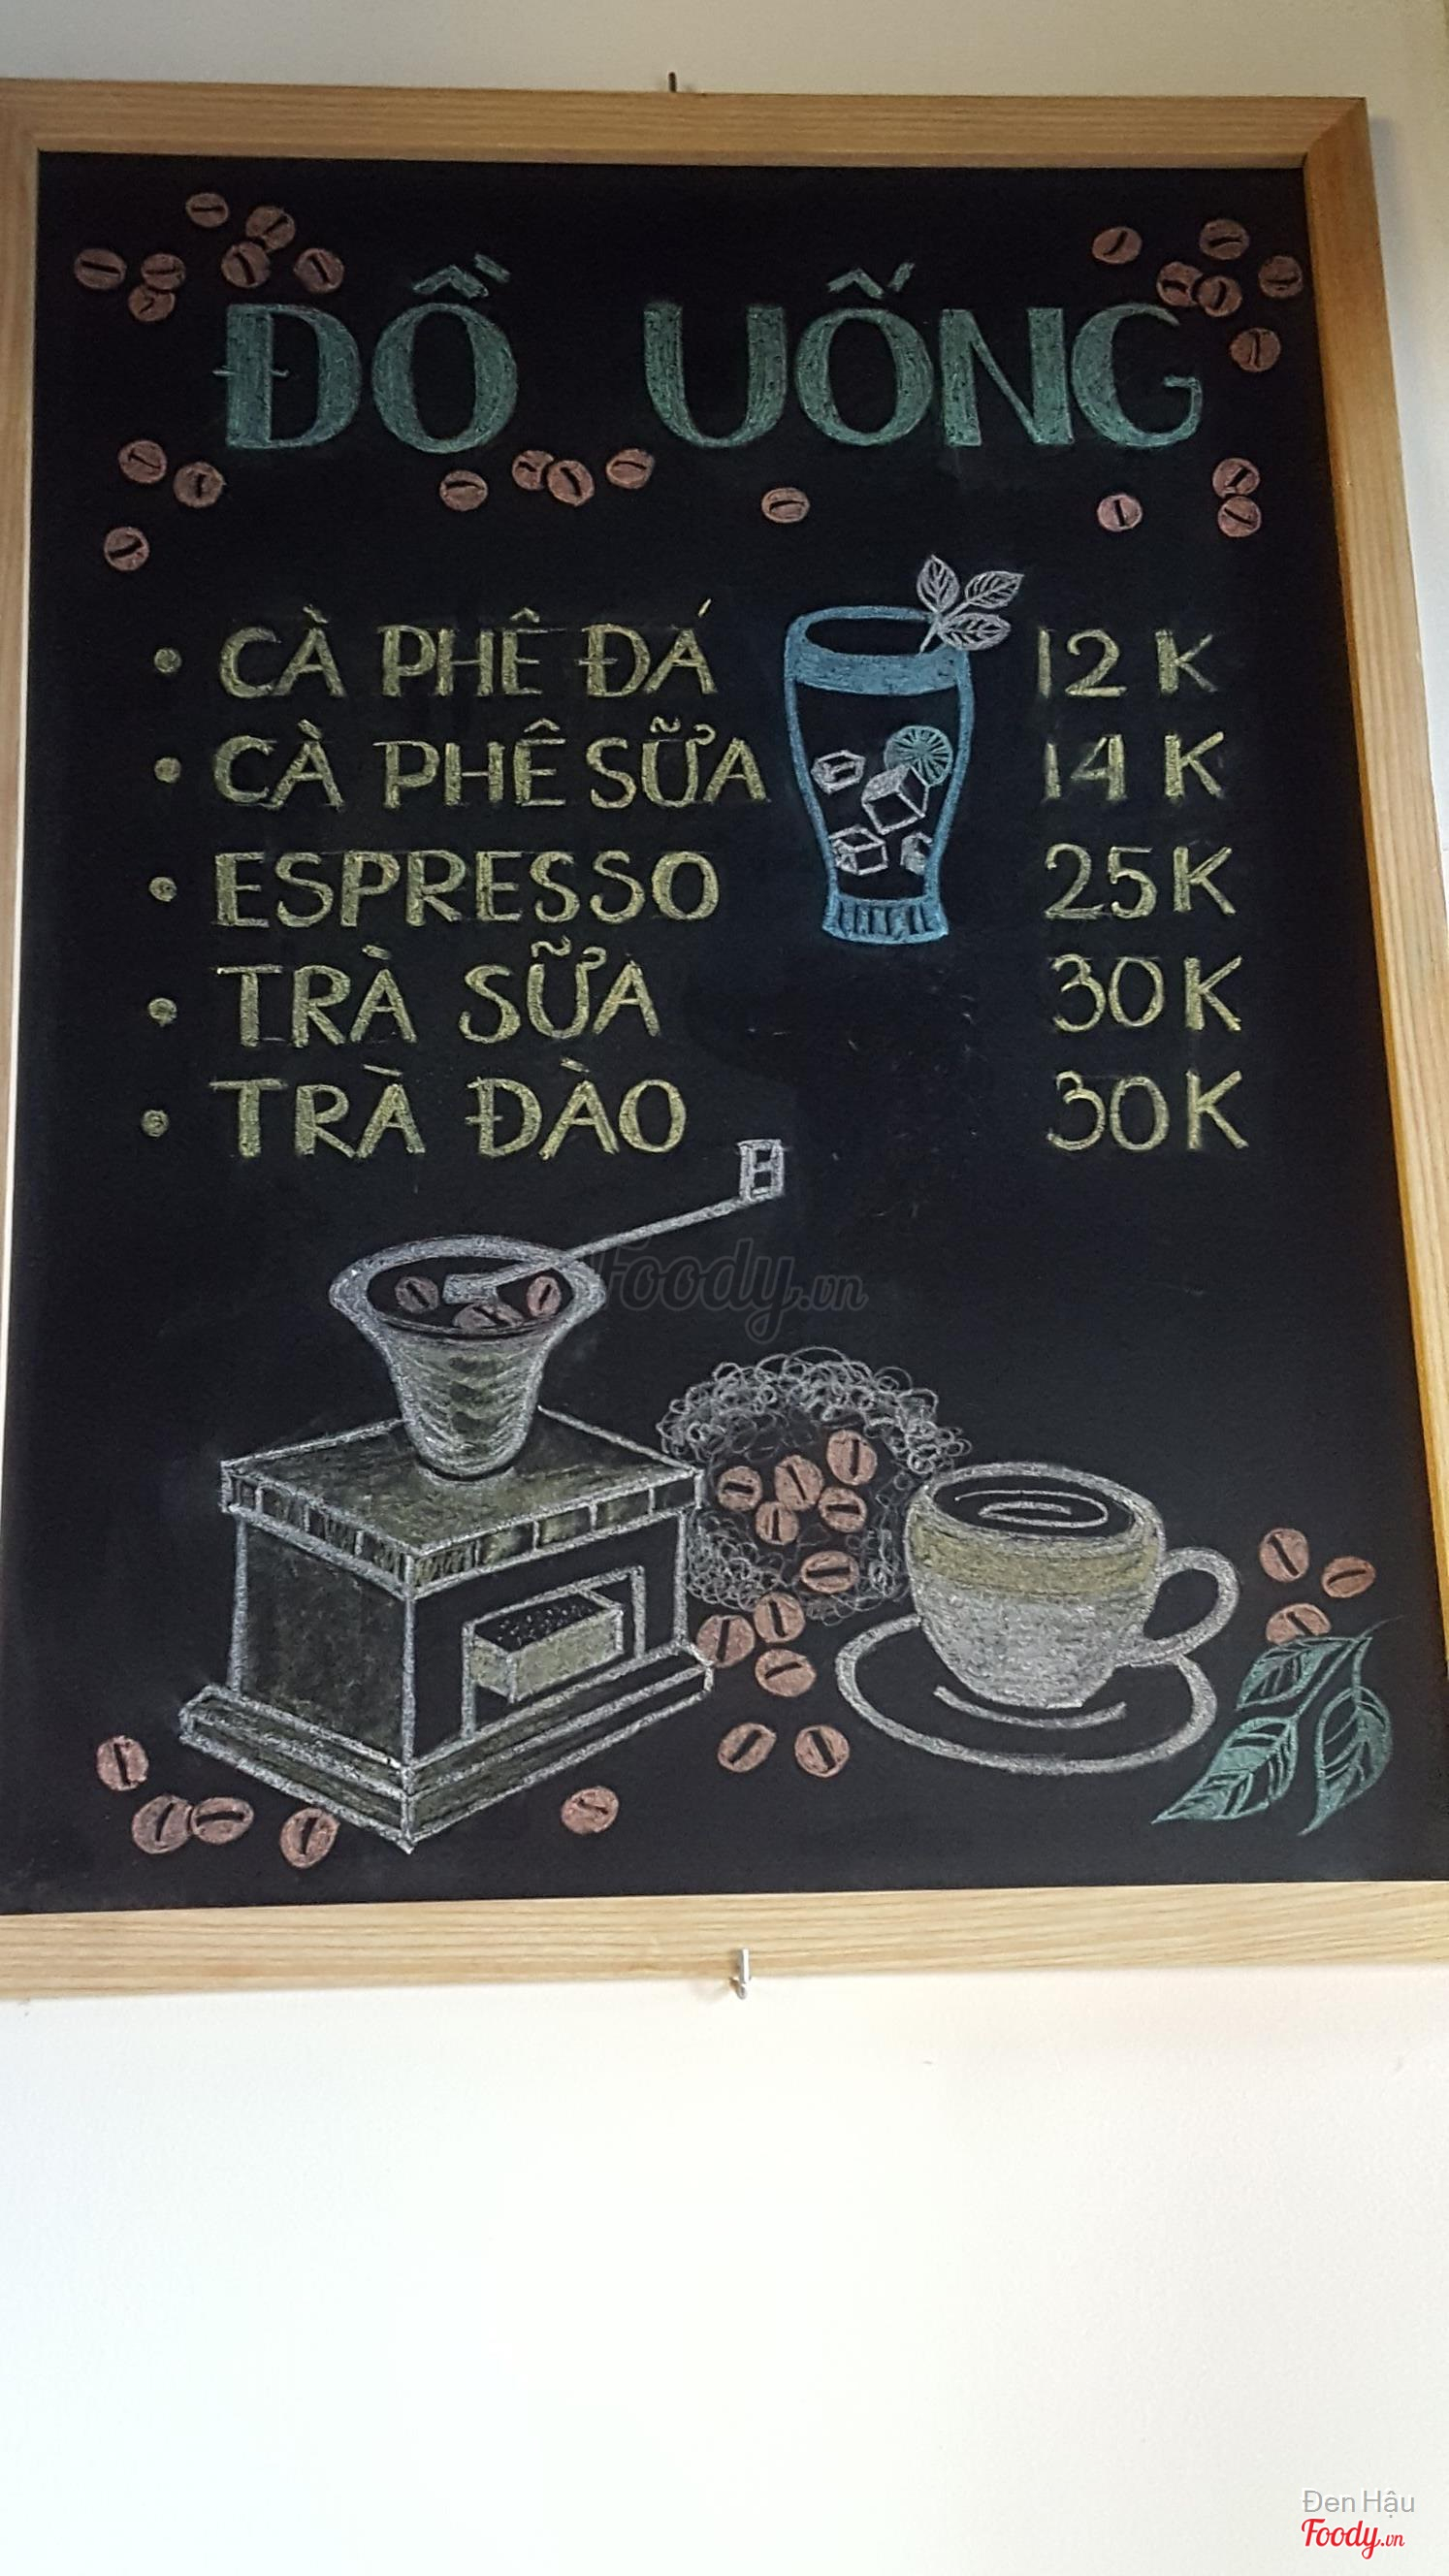 ĐỒ UỐNG
• CÀ PHÊ ĐÁ 12 K
• CÀ PHÊ SỮA 14 K
• ESPRESSO 25K
• TRÀ SỮA 30K
• TRÀ ĐÀO 30K
Foody.vn
Đen Hậu
Foody.vn